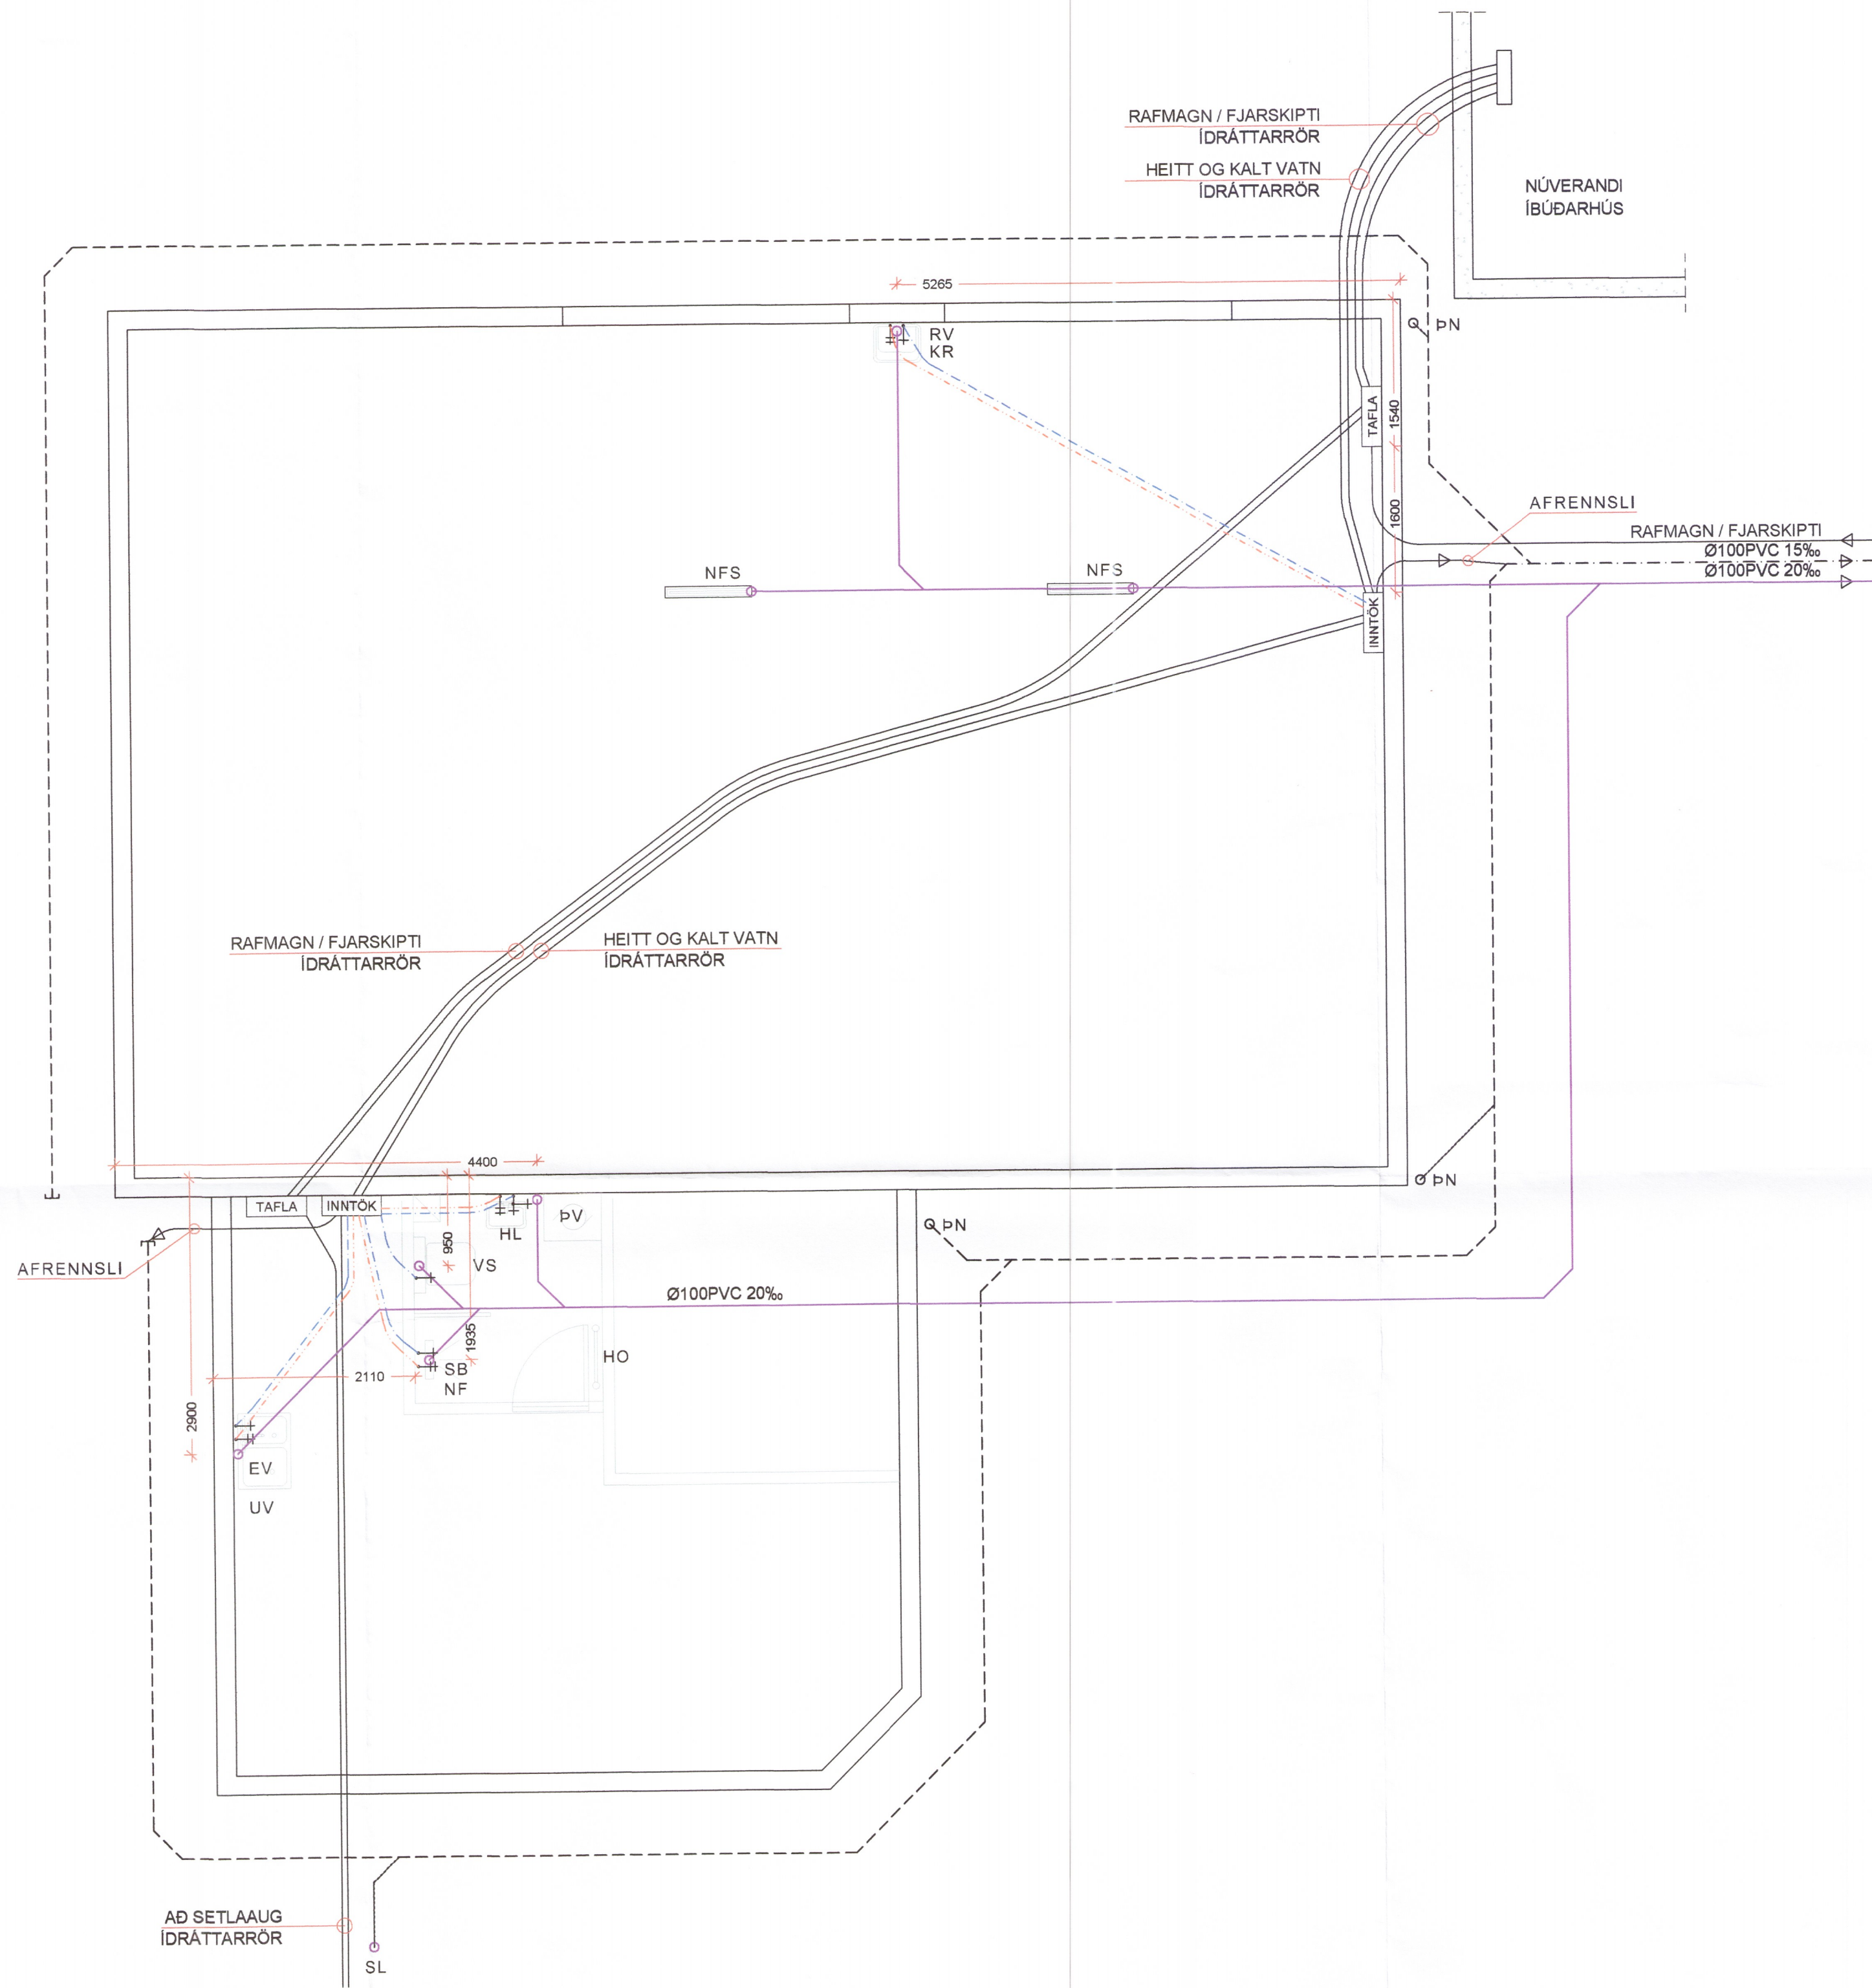 RAFMAGN / FJARSKIPTI
ÍDRÁTTARRÖR
HEITT OG KALT VATN
ÍDRÁTTARRÖR
NÚVERANDI
ÍBÚÐARHÚS
5265
RV
KR
ÞN
TAFLA
1540
1600
AFRENNSLI
RAFMAGN / FJARSKIPTI
Ø100PVC 15‰
Ø100PVC 20‰
NFS
NFS
INNTÖK
RAFMAGN / FJARSKIPTI
ÍDRÁTTARRÖR
HEITT OG KALT VATN
ÍDRÁTTARRÖR
4400
ÞN
TAFLA
INNTÖK
HL
ÞV
ÞN
950
VS
AFRENNSLI
Ø100PVC 20‰
1935
HO
2110
SB
NF
2900
EV
UV
AÐ SETLAAUG
ÍDRÁTTARRÖR
SL